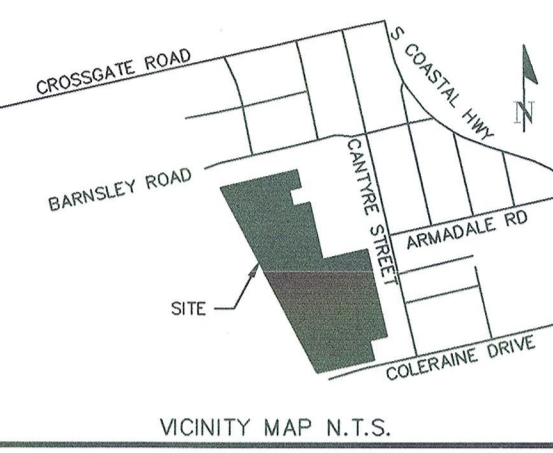 CROSSGATE ROAD
S COASTAL HWY
N
BARNSLEY ROAD
CANTYRE STREET
ARMADALE RD
SITE
COLERAINE DRIVE
VICINITY MAP N.T.S.